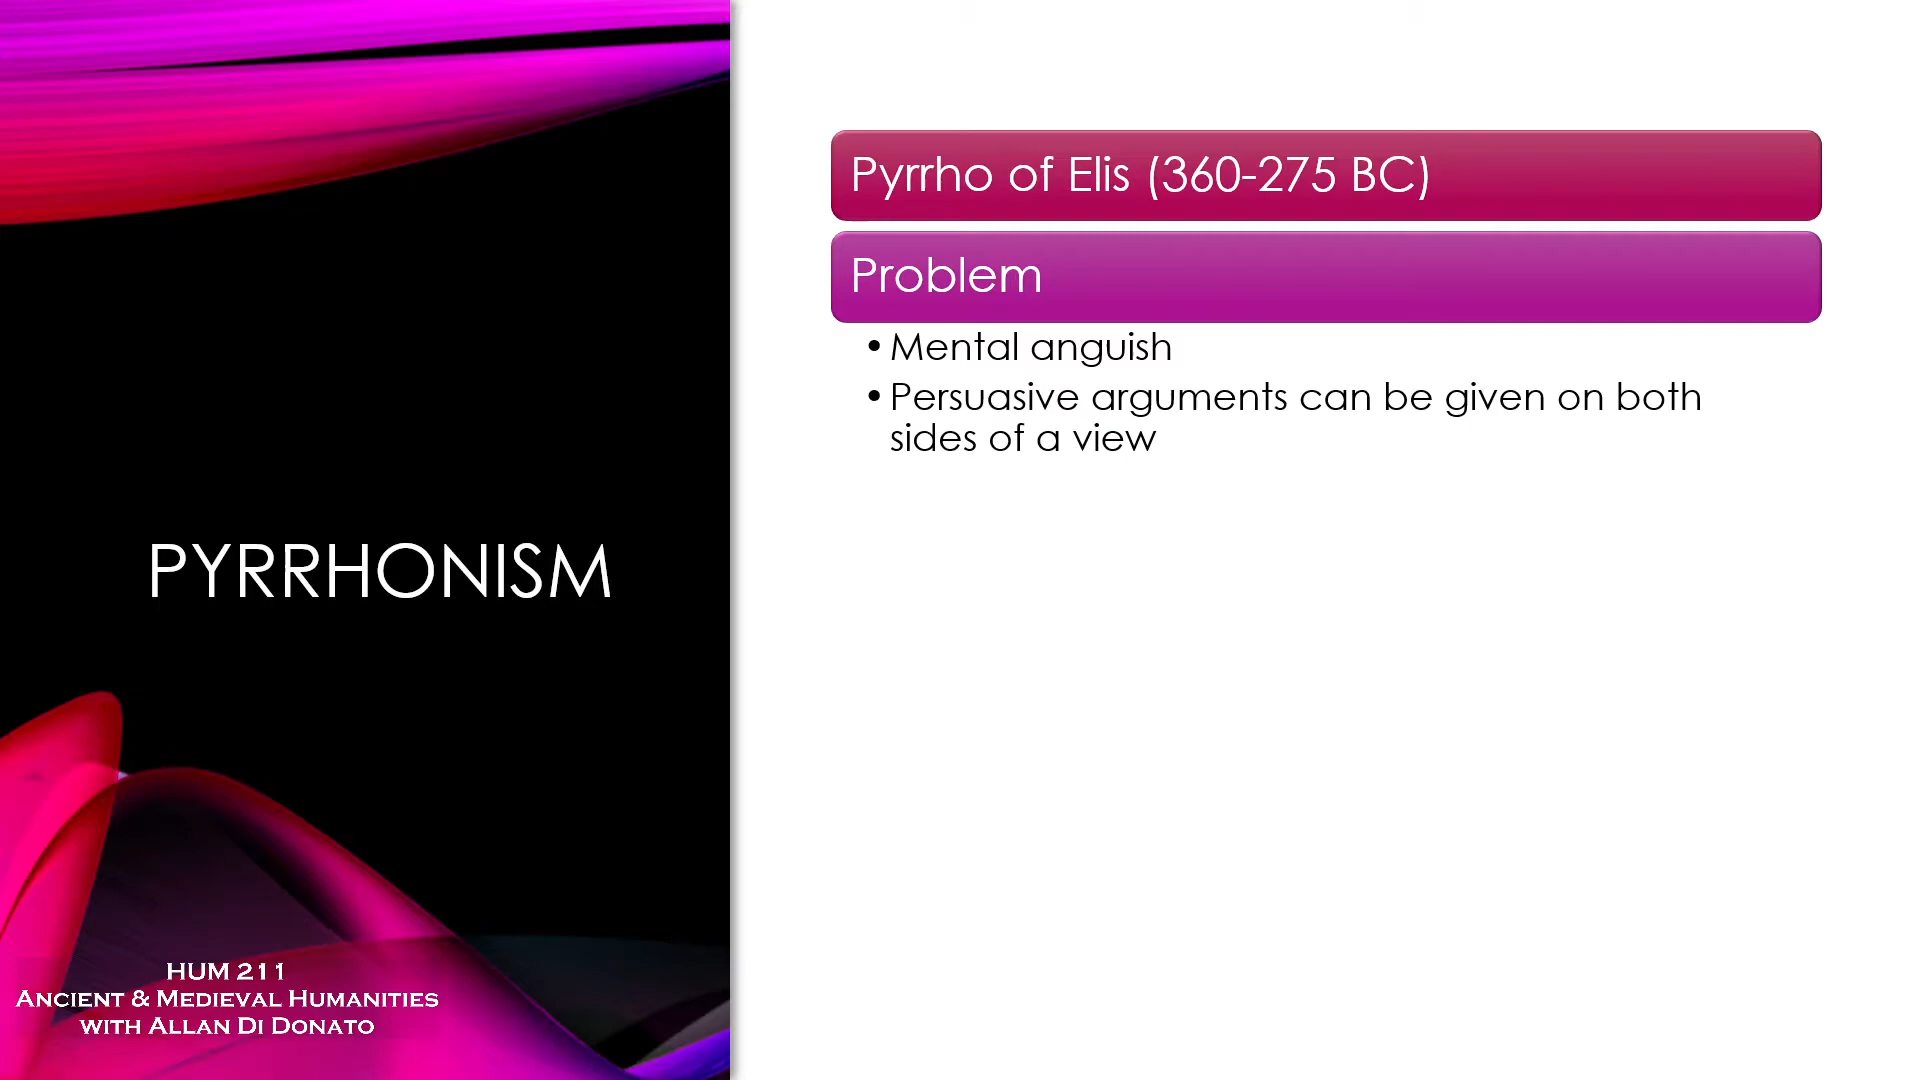 Pyrrho of Elis (360-275 BC)
Problem
• Mental anguish
• Persuasive arguments can be given on both
sides of a view
PYRRHONISM
HUM 211
ANCIENT & MEDIEVAL HUMANITIES
WITH ALLAN DI DONATO